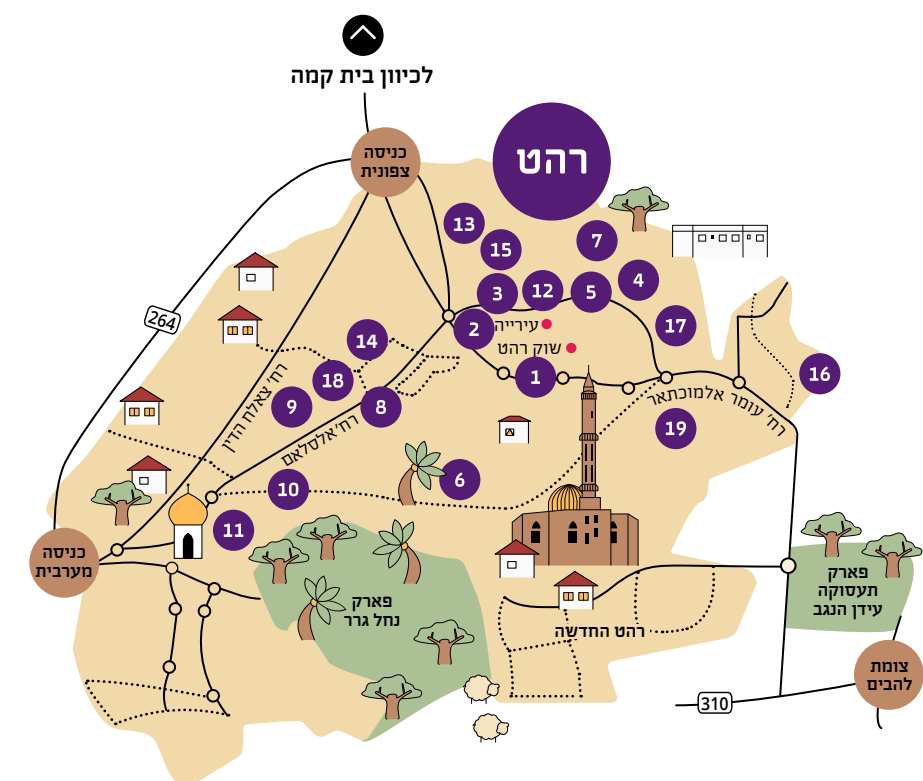 לכיוון בית קמה
כניסה
צפונית
רהט
13
7
15
4
3
12
5
264
2
עירייה
17
14
שוק רהט
1
16
18
רח' צאלח הדין
9
8
רח' עומר אלמוכתאר
רח' אלסלאם
19
6
10
11
כניסה
מערבית
פארק
תעסוקה
עידן הנגב
פארק
נחל גרר
רהט החדשה
צומת
להבים
310